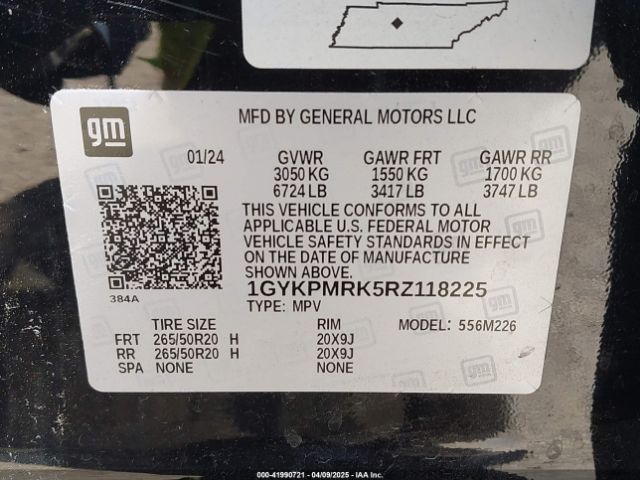 gm
MFD BY GENERAL MOTORS LLC
01/24 GVWR GAWR FRT GAWR RR
3050 KG 1550 KG 1700 KG
6724 LB 3417 LB 3747 LB
THIS VEHICLE CONFORMS TO ALL
APPLICABLE U.S. FEDERAL MOTOR
VEHICLE SAFETY STANDARDS IN EFFECT
ON THE DATE OF MANUFACTURE
SHOWN ABOVE.
384A
1GYKPMRK5RZ118225
TYPE: MPV
TIRE SIZE RIM MODEL: 556M226
FRT 265/50R20 H 20X9J
RR 265/50R20 H 20X9J
SPA NONE NONE
000-41990721 - 04/09/2025 - IAA Inc.